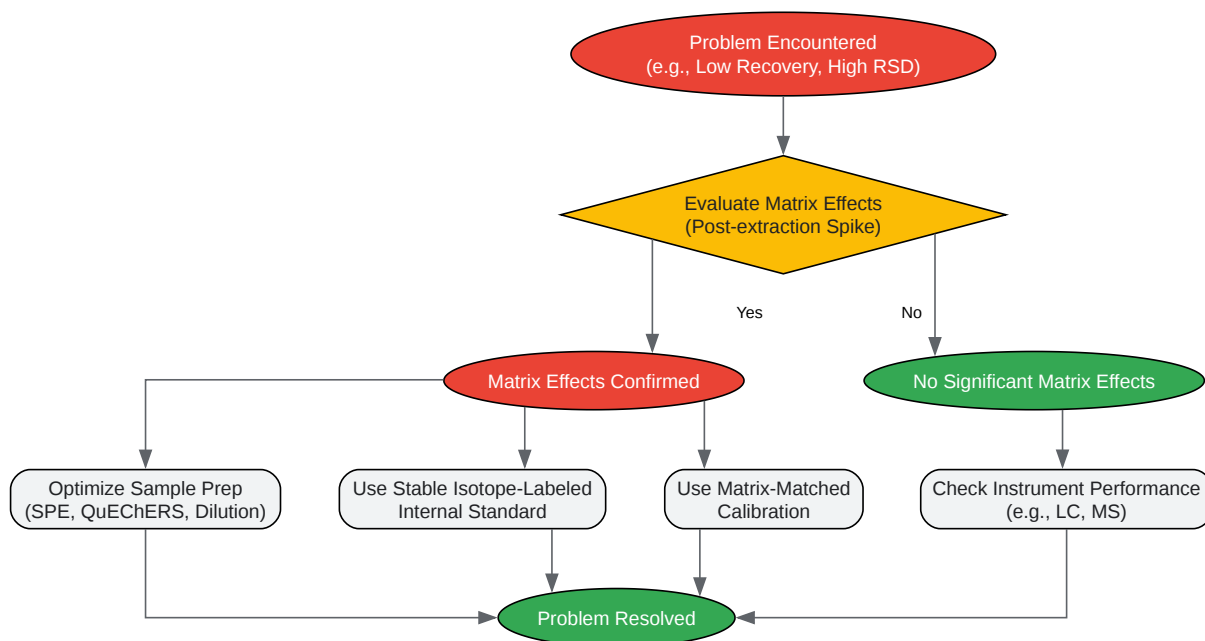 Problem Encountered
(e.g., Low Recovery, High RSD)
Evaluate Matrix Effects
(Post-extraction Spike)
Yes
No
Matrix Effects Confirmed
No Significant Matrix Effects
Optimize Sample Prep
(SPE, QuEChERS, Dilution)
Use Stable Isotope-Labeled
Internal Standard
Use Matrix-Matched
Calibration
Check Instrument Performance
(e.g., LC, MS)
Problem Resolved